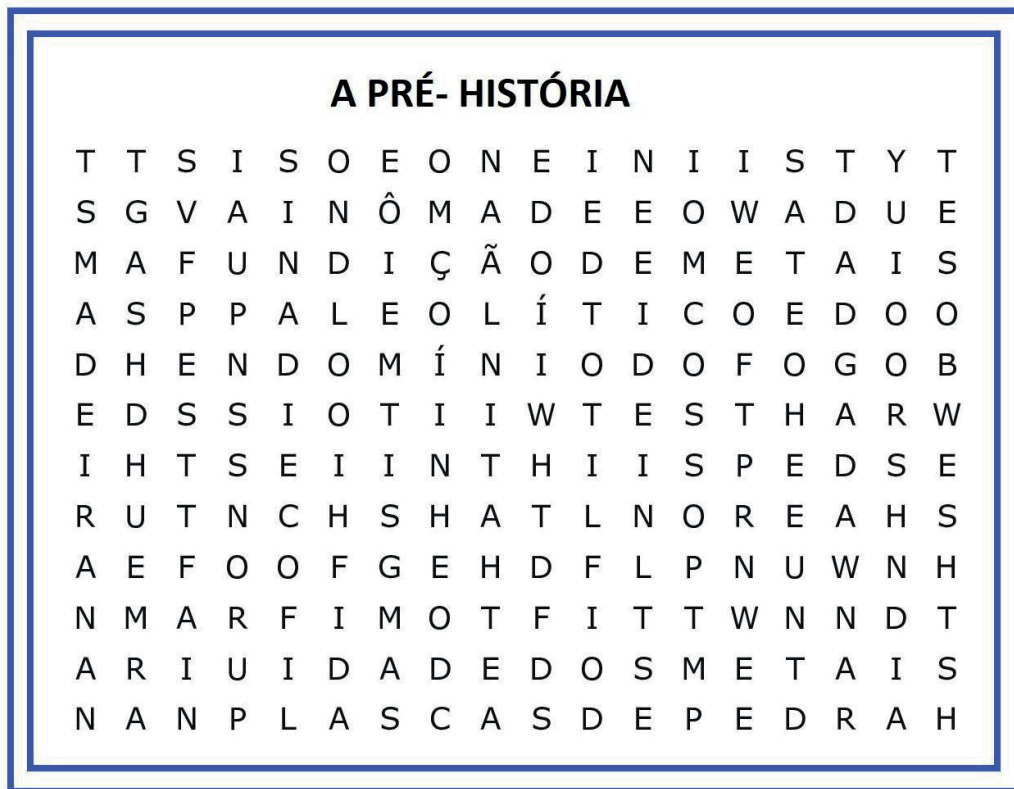 A PRÉ- HISTÓRIA
T T S I S O E O N E I N I I S T Y T
S G V A I N Ô M A D E E O W A D U E
M A F U N D I Ç Ã O D E M E T A I S
A S P P A L E O L Í T I C O E D O O
D H E N D O M Í N I O D O F O G O B
E D S S I O T I I W T E S T H A R W
I H T S E I I N T H I I S P E D S E
R U T N C H S H A T L N O R E A H S
A E F O O F G E H D F L P N U W N H
N M A R F I M O T F I T T W N N D T
A R I U I D A D E D O S M E T A I S
N A N P L A S C A S D E P E D R A H